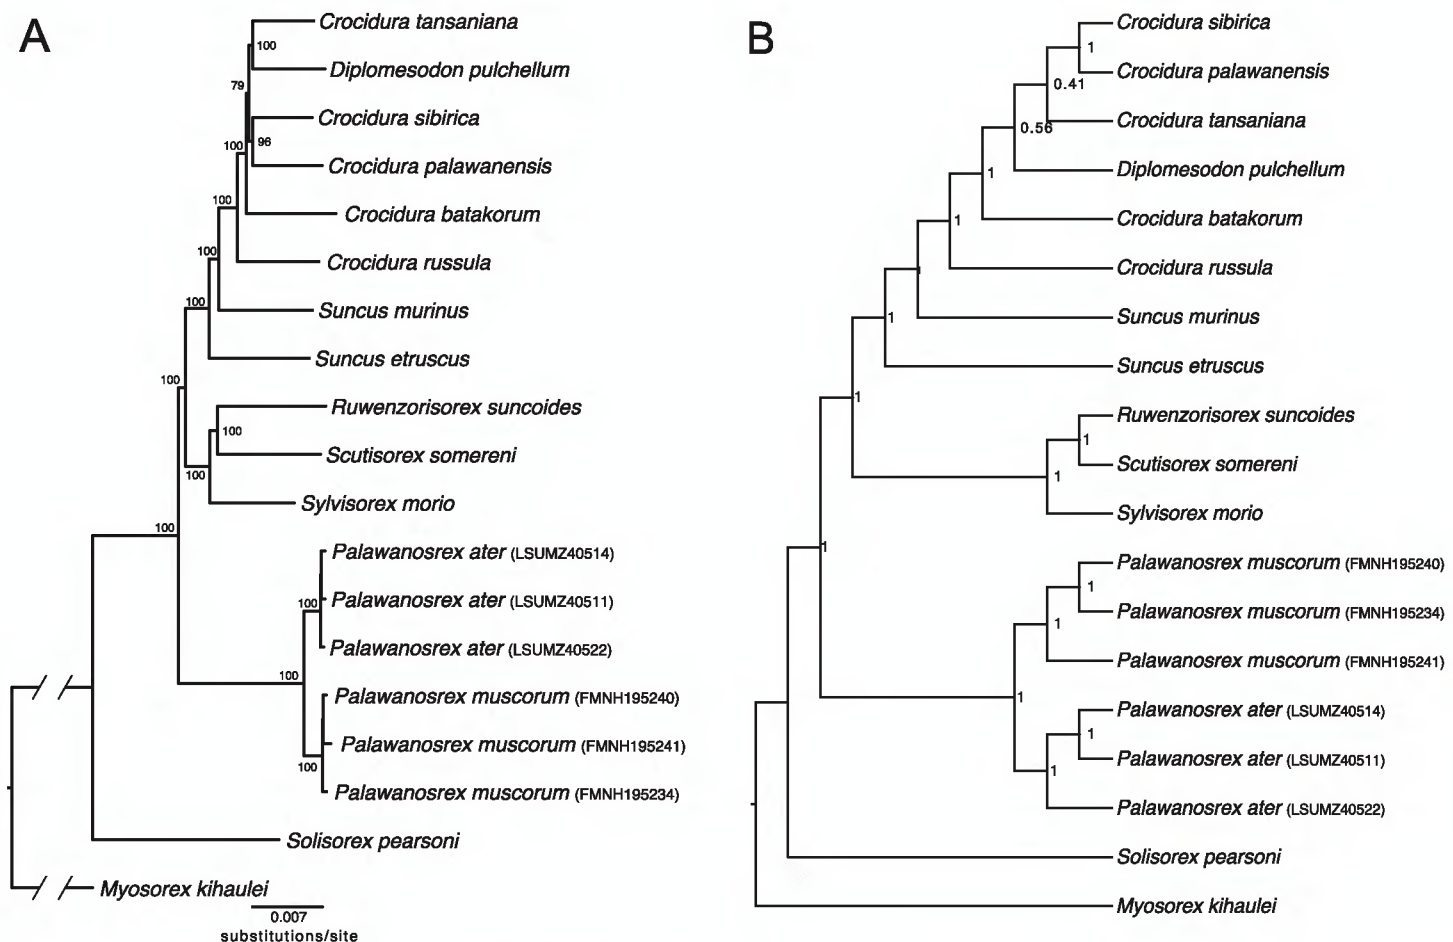 A
Crocidura tansaniana
100
Diplomesodon pulchellum
79
Crocidura sibirica
96
100
Crocidura palawanensis
100
Crocidura batakorum
100
Crocidura russula
100
Suncus murinus
Suncus etruscus
100
Ruwenzorisorex suncoides
100
Scutisorex somereni
100
Sylvisorex morio
100
Palawanosrex ater (LSUMZ40514)
100
Palawanosrex ater (LSUMZ40511)
Palawanosrex ater (LSUMZ40522)
100
Palawanosrex muscorum (FMNH195240)
Palawanosrex muscorum (FMNH195241)
100
Palawanosrex muscorum (FMNH195234)
Solisorex pearsoni
Myosorex kihaulei
0.007
substitutions/site
B
Crocidura sibirica
1
Crocidura palawanensis
0.41
Crocidura tansaniana
0.56
Diplomesodon pulchellum
1
Crocidura batakorum
1
Crocidura russula
Suncus murinus
1
Suncus etruscus
1
Ruwenzorisorex suncoides
1
Scutisorex somereni
1
Sylvisorex morio
1
Palawanosrex muscorum (FMNH195240)
1
Palawanosrex muscorum (FMNH195234)
1
Palawanosrex muscorum (FMNH195241)
1
Palawanosrex ater (LSUMZ40514)
1
Palawanosrex ater (LSUMZ40511)
1
Palawanosrex ater (LSUMZ40522)
Solisorex pearsoni
Myosorex kihaulei